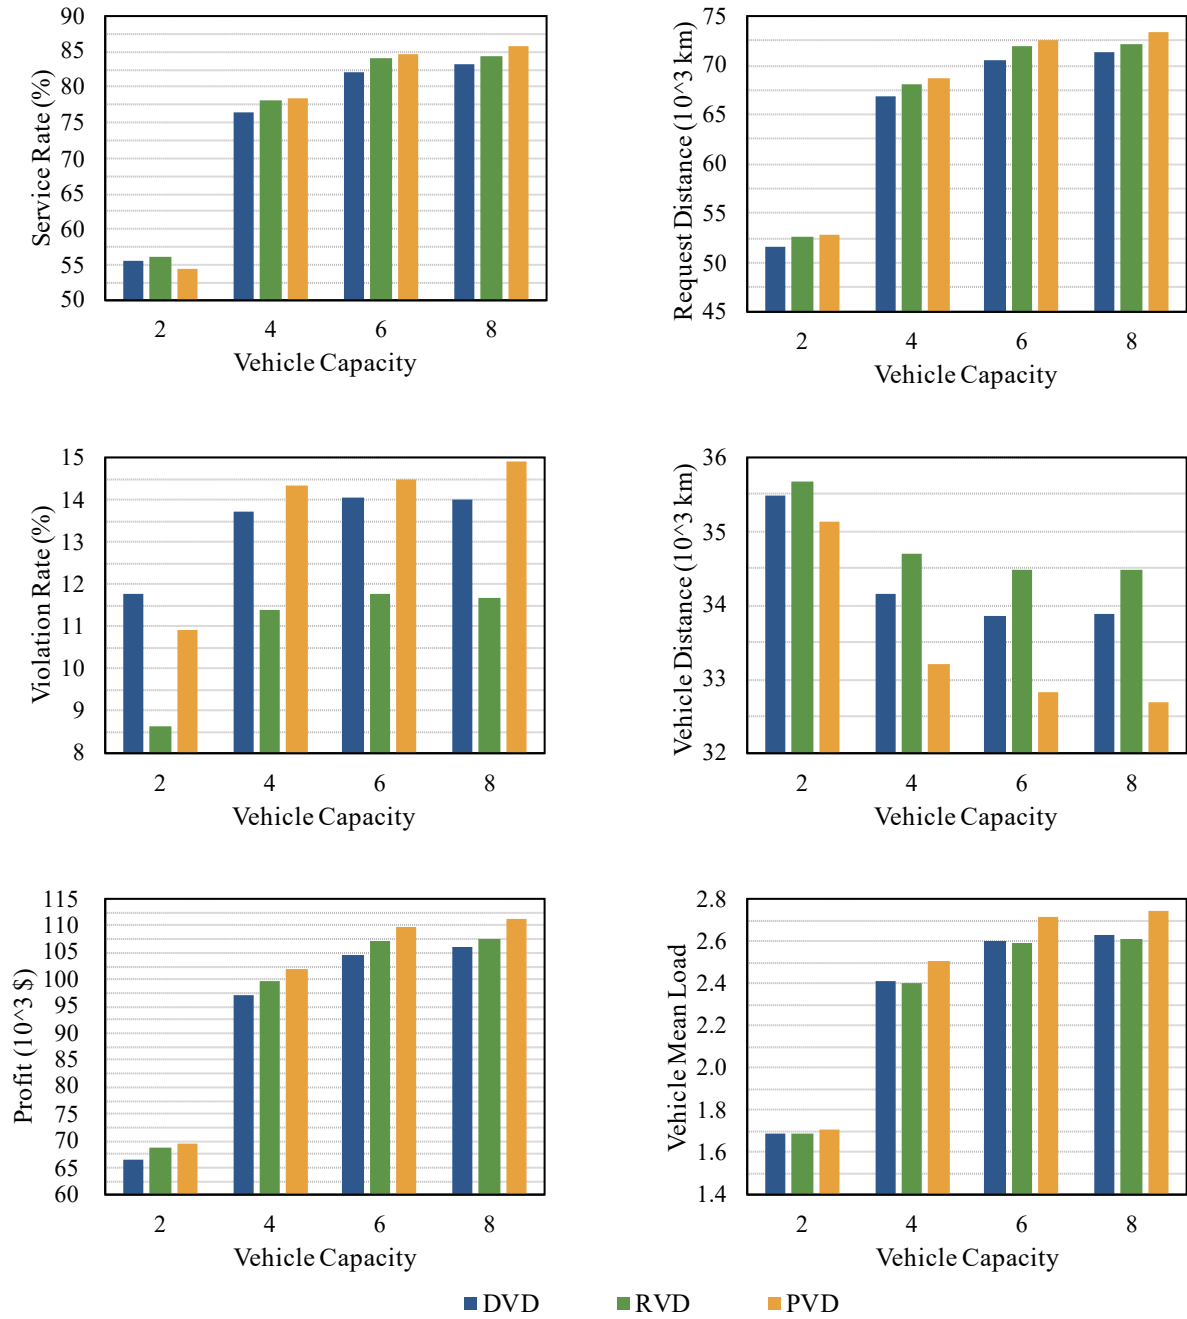 Service Rate (%)
90
85
80
75
70
65
60
55
50
2 4 6 8
Vehicle Capacity
Request Distance (10^3 km)
75
70
65
60
55
50
45
2 4 6 8
Vehicle Capacity
Violation Rate (%)
15
14
13
12
11
10
9
8
2 4 6 8
Vehicle Capacity
Vehicle Distance (10^3 km)
36
35
34
33
32
2 4 6 8
Vehicle Capacity
Profit (10^3 $)
115
110
105
100
95
90
85
80
75
70
65
60
2 4 6 8
Vehicle Capacity
Vehicle Mean Load
2.8
2.6
2.4
2.2
2.0
1.8
1.6
1.4
2 4 6 8
Vehicle Capacity
DVD RVD PVD